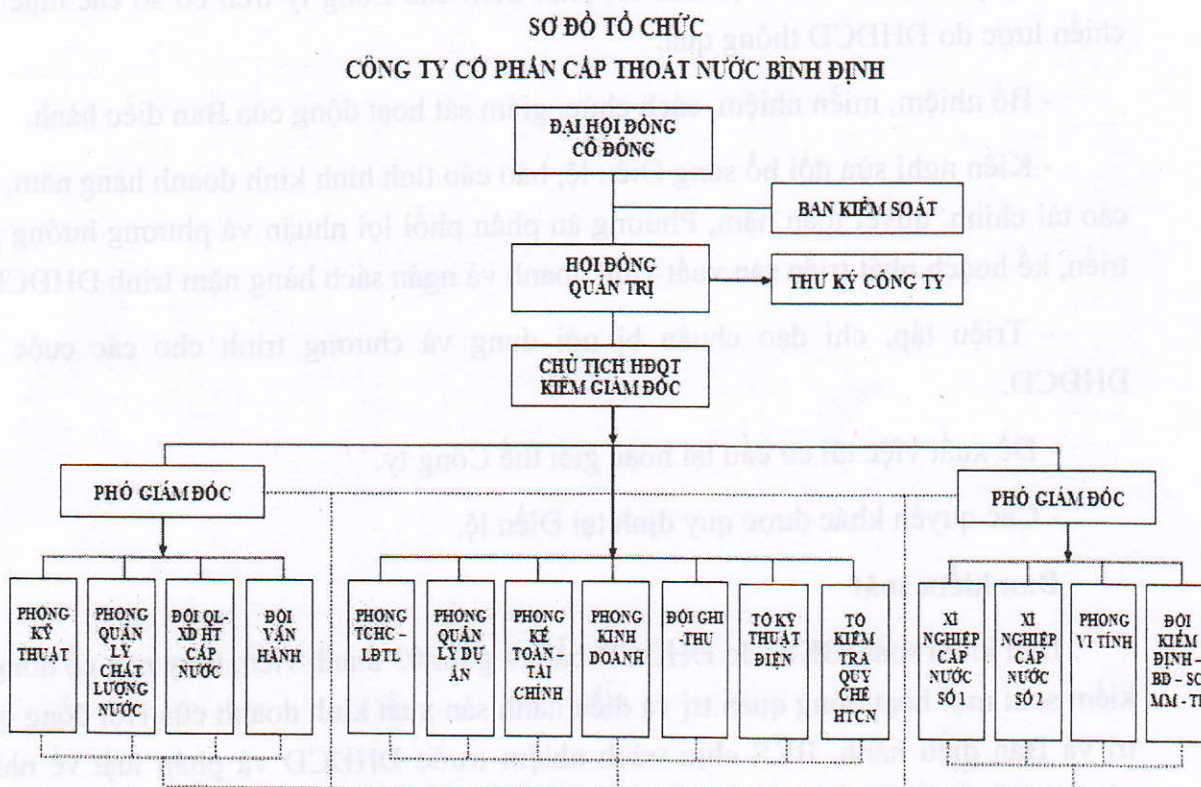 SƠ ĐỒ TỔ CHỨC
CÔNG TY CỔ PHẦN CẤP THOÁT NƯỚC BÌNH ĐỊNH
ĐẠI HỘI ĐỒNG
CỔ ĐÔNG
BAN KIỂM SOÁT
HỘI ĐỒNG
QUẢN TRỊ
THƯ KÝ CÔNG TY
CHỦ TỊCH HĐQT
KIÊM GIÁM ĐỐC
PHÓ GIÁM ĐỐC
PHÓ GIÁM ĐỐC
PHÒNG
KỸ
THUẬT
PHÒNG
QUẢN
LÝ
CHẤT
LƯỢNG
NƯỚC
ĐỘI QL-
XD HT
CẤP
NƯỚC
ĐỘI
VẬN
HÀNH
PHÒNG
TCHC –
LĐTL
PHÒNG
QUẢN
LÝ DỰ
ÁN
PHÒNG
KẾ
TOÁN -
TÀI
CHÍNH
PHÒNG
KINH
DOANH
ĐỘI GHI
-THU
TỔ KỸ
THUẬT
ĐIỆN
TỔ
KIỂM
TRA
QUY
CHẾ
HTCN
XÍ
NGHIỆP
CẤP
NƯỚC
SỐ 1
XÍ
NGHIỆP
CẤP
NƯỚC
SỐ 2
PHÒNG
VI TÍNH
ĐỘI
KIỂM
ĐỊNH –
BĐ – SC
MM -